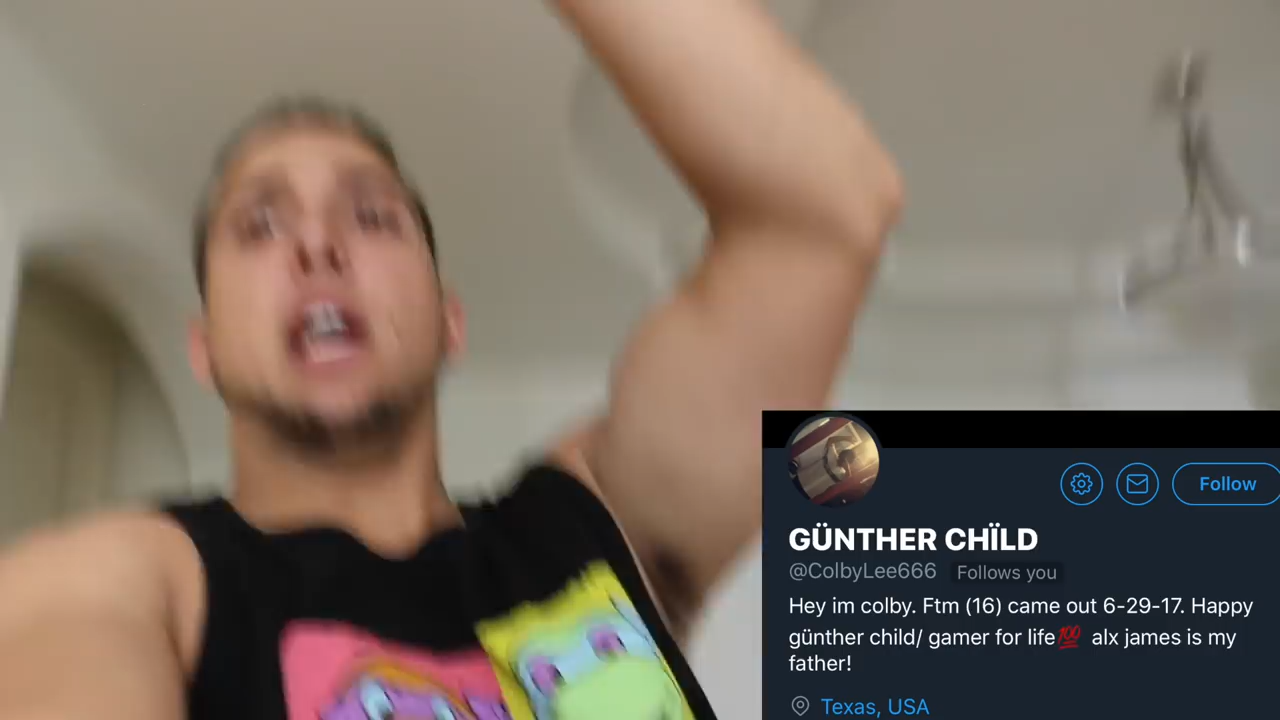 GÜNTHER CHÏLD
@ColbyLee666 Follows you
Follow
Hey im colby. Ftm (16) came out 6-29-17. Happy
günther child/ gamer for life💯 alx james is my
father!
Texas, USA